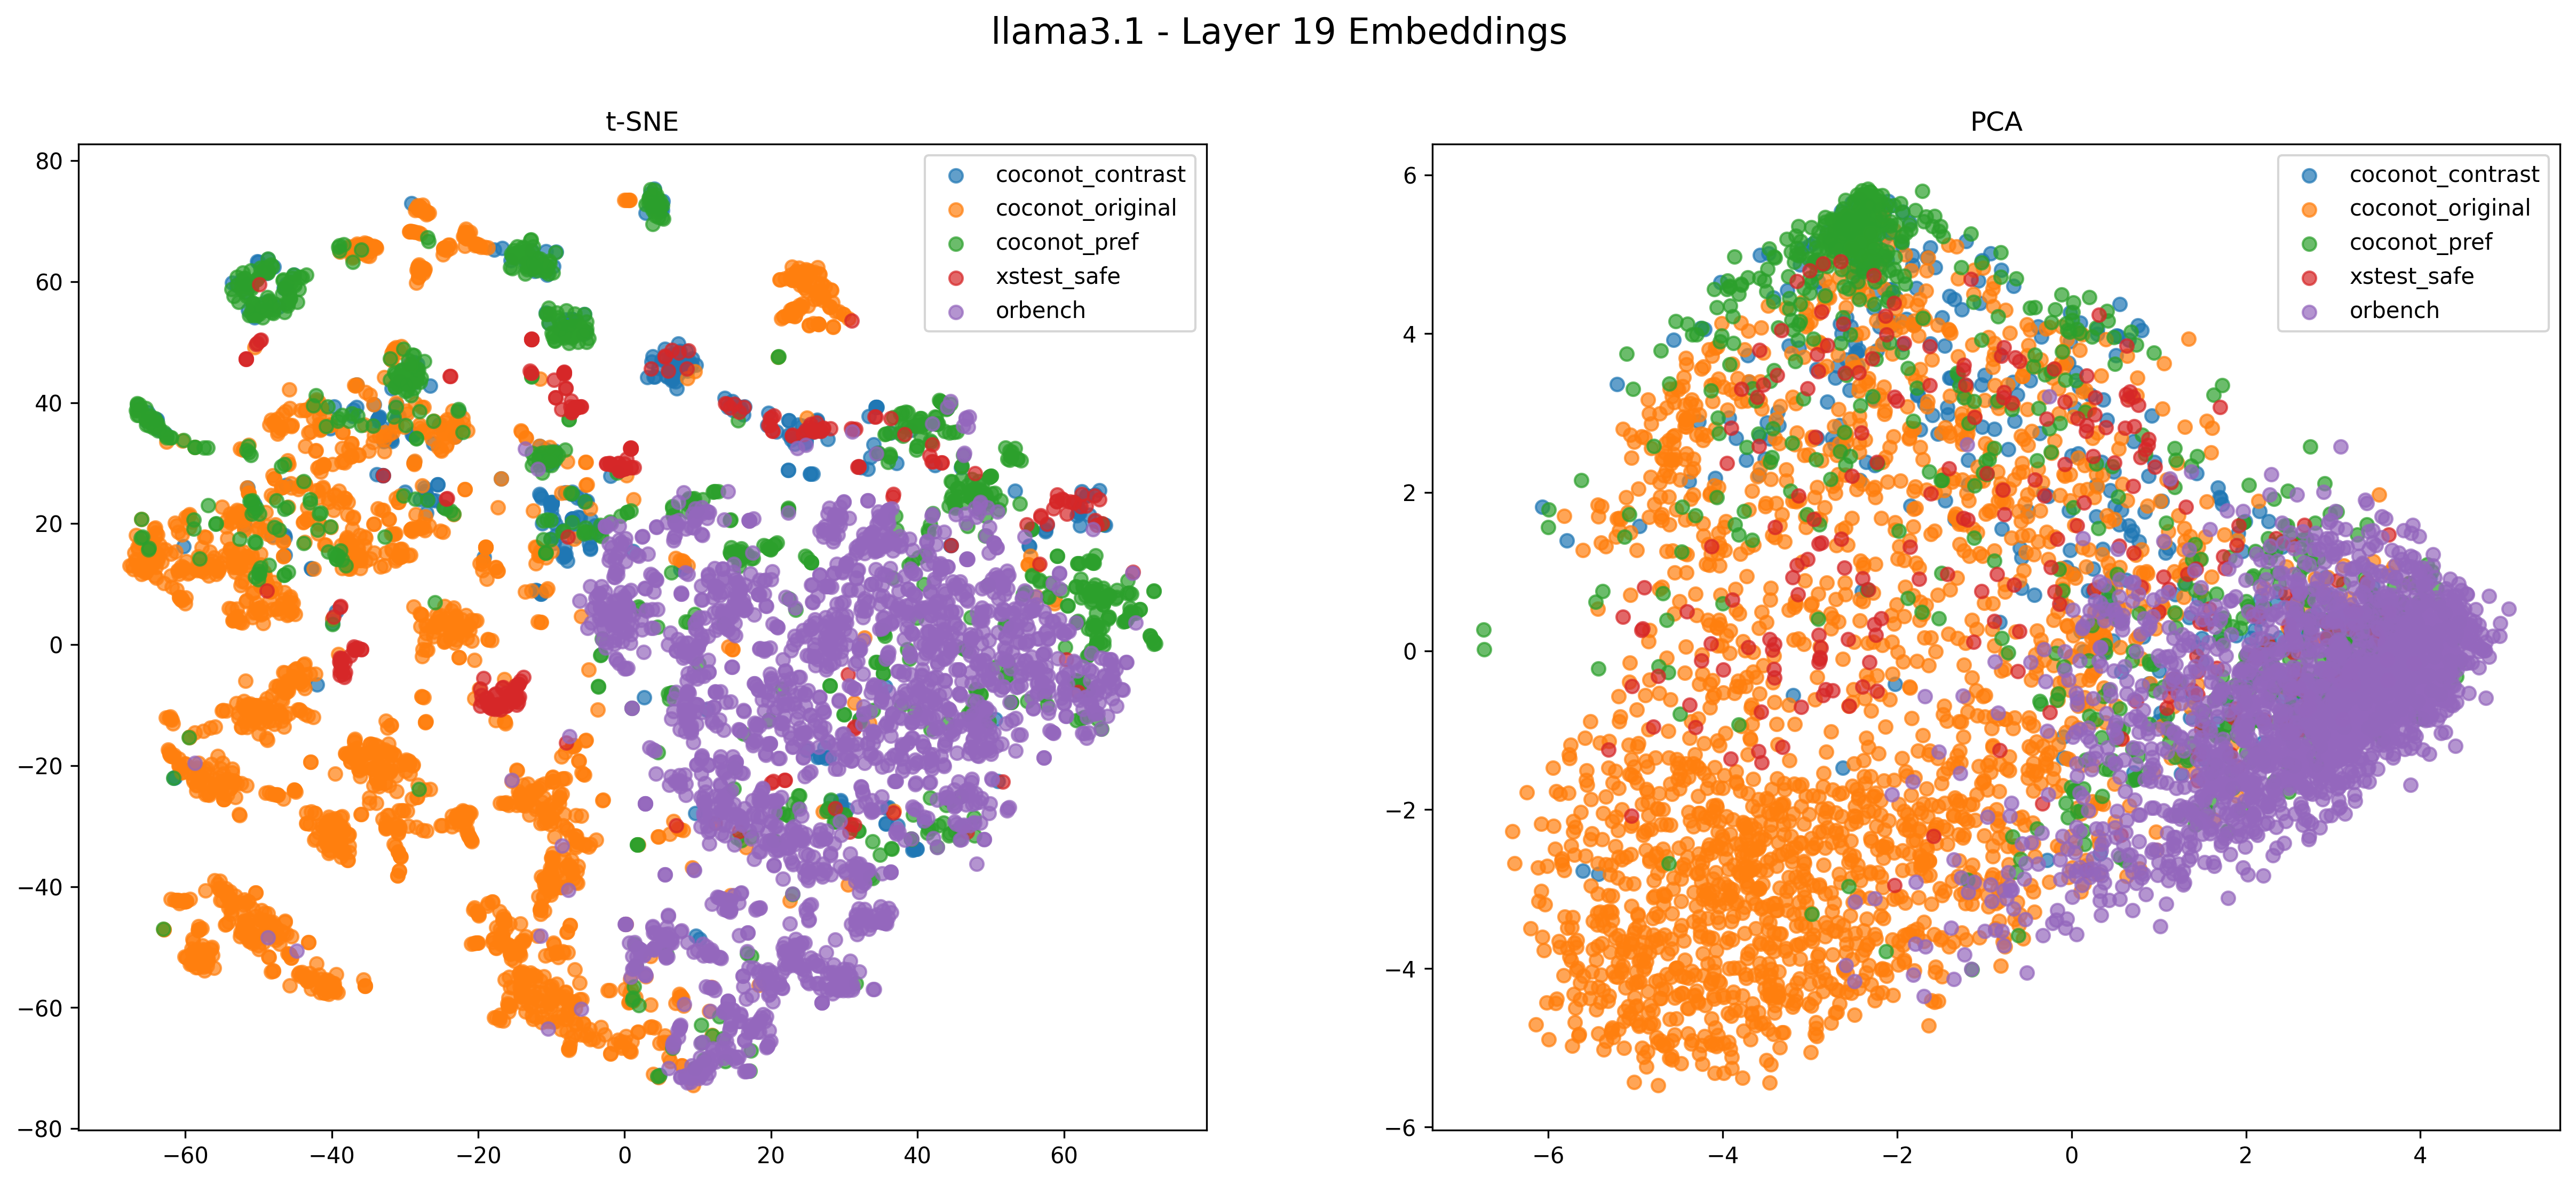 llama3.1 - Layer 19 Embeddings
t-SNE
80
60
40
20
0
−20
−40
−60
−80
−60
−40
−20
0
20
40
60
coconot_contrast
coconot_original
coconot_pref
xstest_safe
orbench
PCA
6
4
2
0
−2
−4
−6
−6
−4
−2
0
2
4
coconot_contrast
coconot_original
coconot_pref
xstest_safe
orbench